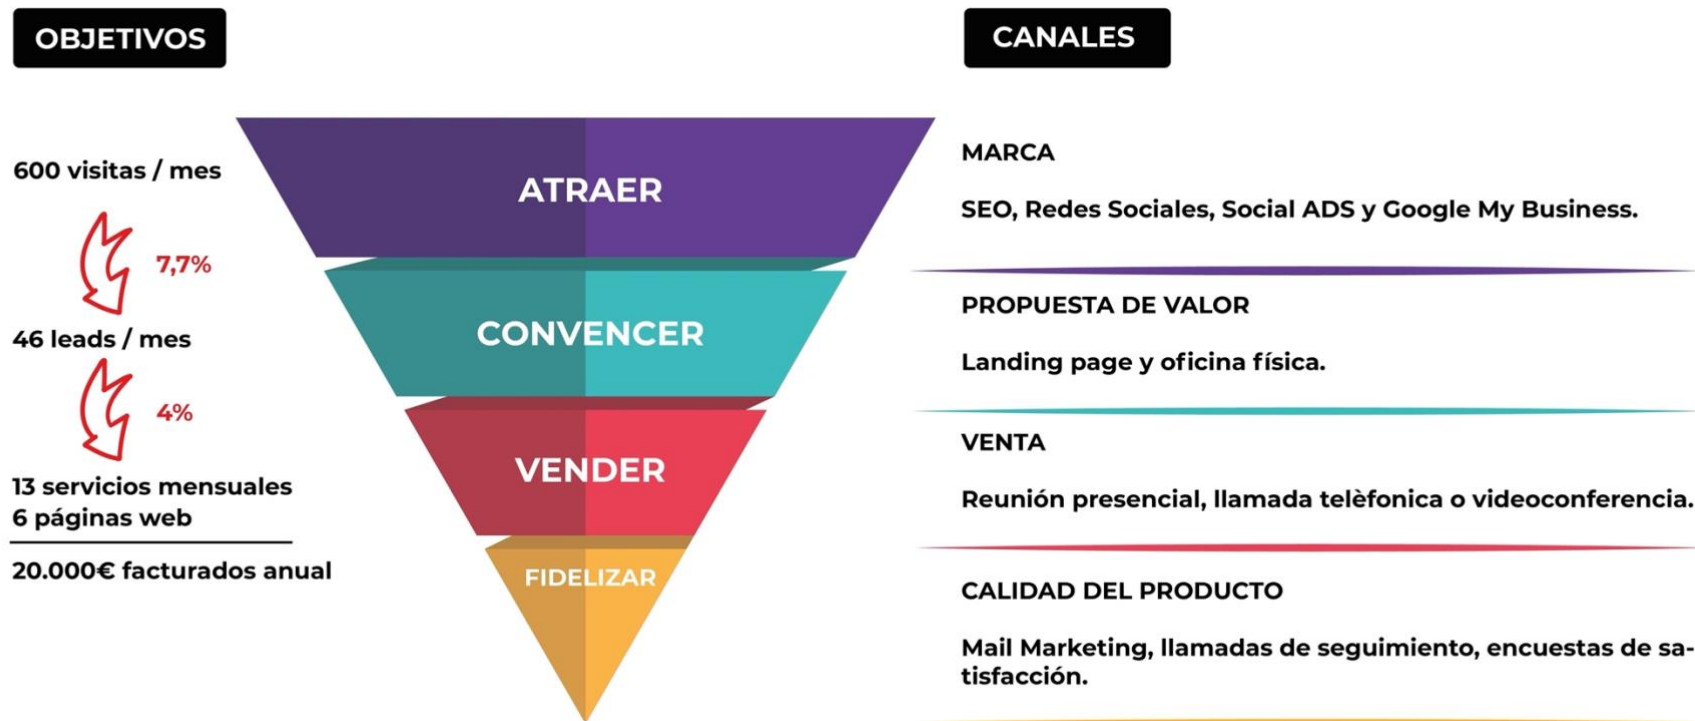 OBJETIVOS
600 visitas / mes
7,7%
46 leads / mes
4%
13 servicios mensuales
6 páginas web
20.000€ facturados anual
ATRAER
CONVENCER
VENDER
FIDELIZAR
CANALES
MARCA
SEO, Redes Sociales, Social ADS y Google My Business.
PROPUESTA DE VALOR
Landing page y oficina física.
VENTA
Reunión presencial, llamada telèfonica o videoconferencia.
CALIDAD DEL PRODUCTO
Mail Marketing, llamadas de seguimiento, encuestas de sa-
tisfacción.